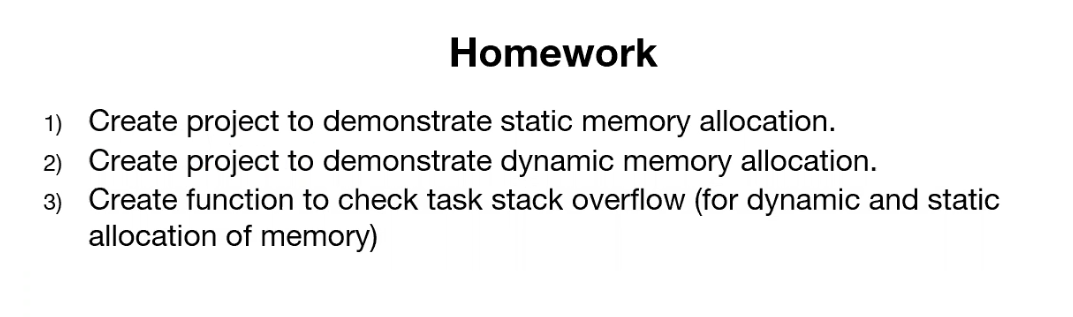 Homework
1) Create project to demonstrate static memory allocation.
2) Create project to demonstrate dynamic memory allocation.
3) Create function to check task stack overflow (for dynamic and static
allocation of memory)